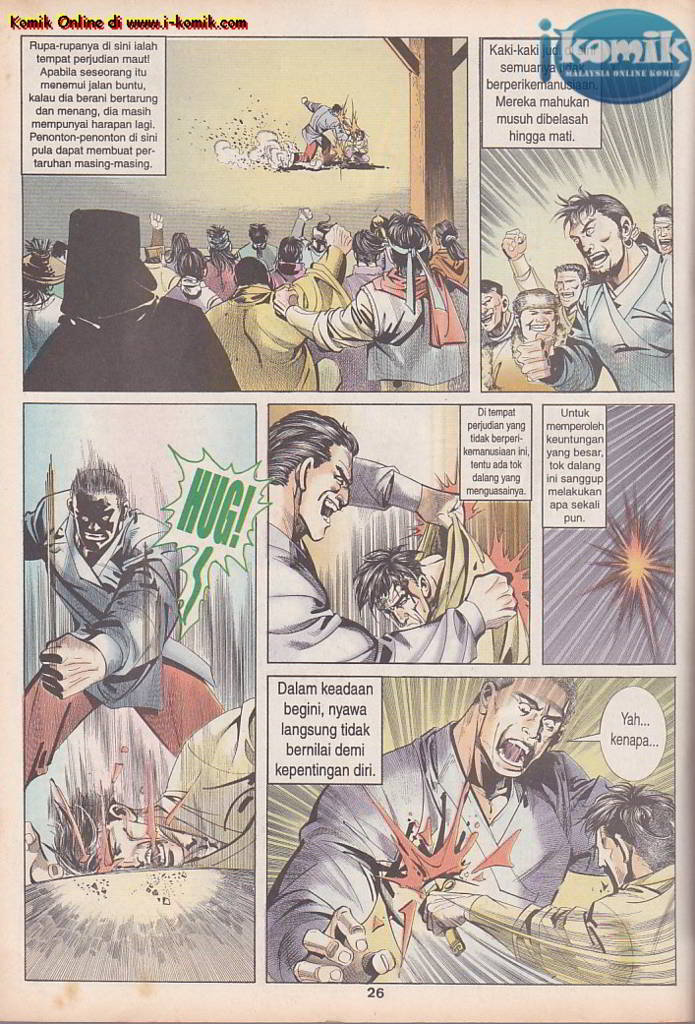 Komik Online di www.i-komik.com
ikomik
MALAYSIA ONLINE KOMIK
Rupa-rupanya di sini ialah
tempat perjudian maut!
Apabila seseorang itu
menemui jalan buntu,
kalau dia berani bertarung
dan menang, dia masih
mempunyai harapan lagi.
Penonton-penonton di sini
pula dapat membuat per-
taruhan masing-masing.
Kaki-kaki judi di sini
semuanya tidak
berperikemanusiaan.
Mereka mahukan
musuh dibelasah
hingga mati.
HUG!
Di tempat
perjudian yang
tidak berperi-
kemanusiaan ini,
tentu ada tok
dalang yang
menguasainya.
Untuk
memperoleh
keuntungan
yang besar,
tok dalang
ini sanggup
melakukan
apa sekali
pun.
Dalam keadaan
begini, nyawa
langsung tidak
bernilai demi
kepentingan diri.
Yah...
kenapa...
26